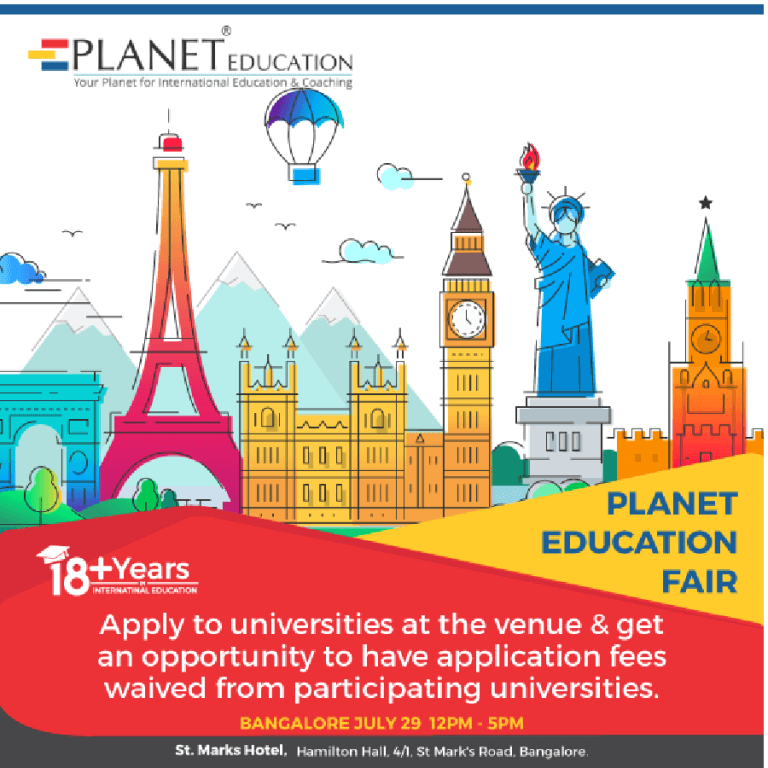 PLANET® EDUCATION
Your Planet for International Education & Coaching
PLANET
EDUCATION
FAIR
18+Years
IN
INTERNATINAL EDUCATION
Apply to universities at the venue & get
an opportunity to have application fees
waived from participating universities.
BANGALORE JULY 29 12PM - 5PM
St. Marks Hotel, Hamilton Hall, 4/1, St Mark's Road, Bangalore.